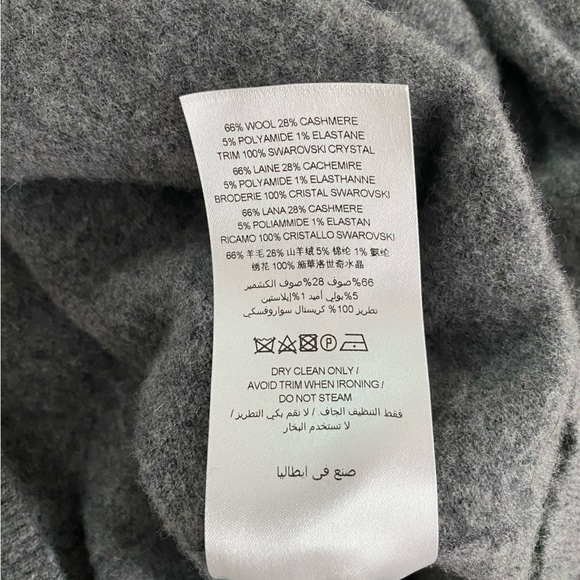 66% WOOL 28% CASHMERE
5% POLYAMIDE 1% ELASTANE
TRIM 100% SWAROVSKI CRYSTAL
66% LAINE 28% CACHEMIRE
5% POLYAMIDE 1% ELASTHANNE
BRODERIE 100% CRISTAL SWAROVSKI
66% LANA 28% CASHMERE
5% POLIAMMIDE 1% ELASTAN
RICAMO 100% CRISTALLO SWAROVSKI
66% 羊毛 28% 山羊绒 5% 锦纶 1% 氨纶
绣花 100% 施華洛世奇水晶
66% صوف 28% صوف الكشمير
5% بولي أميد 1% إيلاستين
تطريز 100% كريستال سواروفسكي
P
DRY CLEAN ONLY /
AVOID TRIM WHEN IRONING /
DO NOT STEAM
فقط التنظيف الجاف / لا تقم بكي التطريز /
لا تستخدم البخار
صنع في ايطاليا